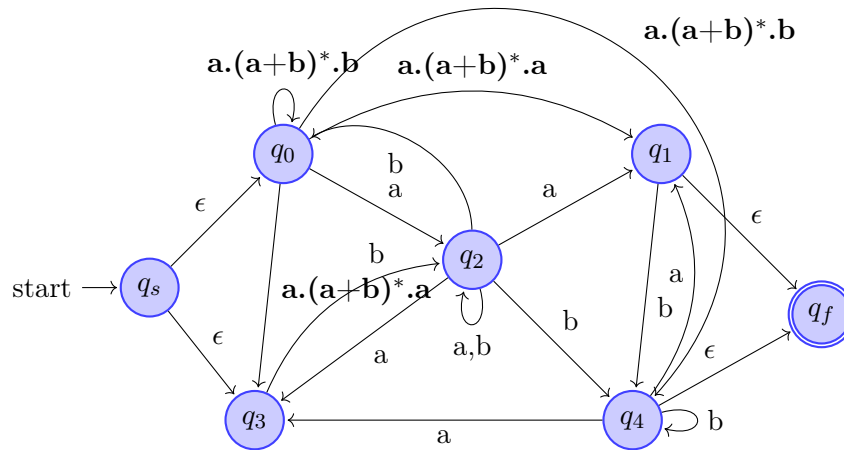 a.(a+b)*.b
a.(a+b)*.b
a.(a+b)*.a
q0
q1
b
a
a
ϵ
ϵ
b
q2
a
start
qs
a.(a+b)*.a
b
qf
b
ϵ
a,b
a
ϵ
q3
q4
b
a